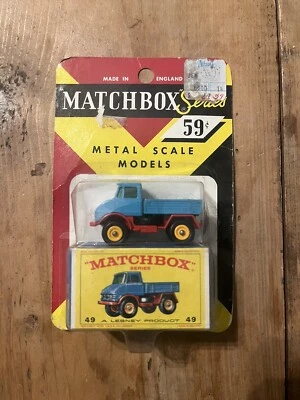 MADE IN ENGLAND
MATCHBOX Series
59¢
METAL SCALE
MODELS
"MATCHBOX"
SERIES
49 A LESNEY PRODUCT 49